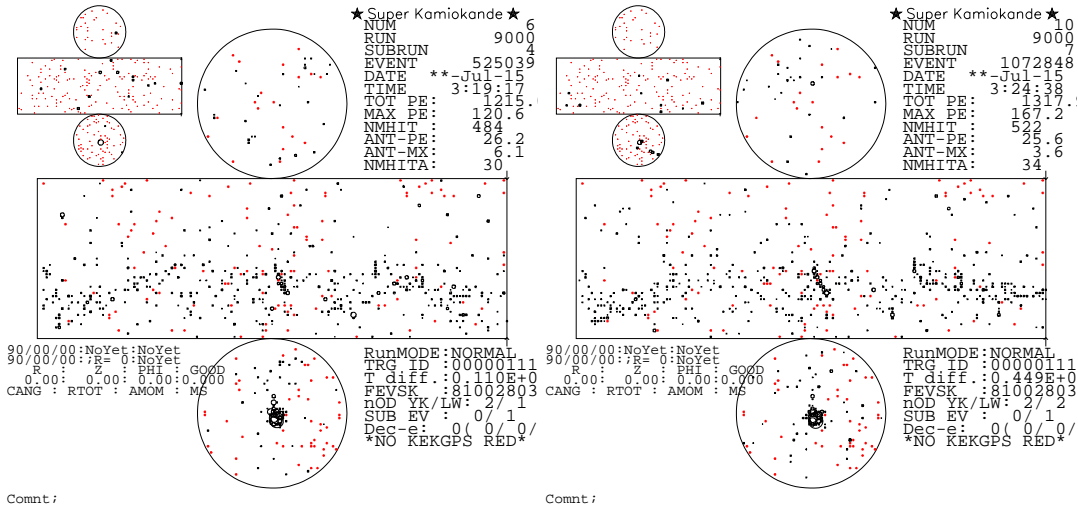 ★ Super Kamiokande ★
NUM 6
RUN 9000
SUBRUN 4
EVENT 525039
DATE **-Jul-15
TIME 3:19:17
TOT PE: 1215.
MAX PE: 120.6
NMHIT : 484
ANT-PE: 26.2
ANT-MX: 6.1
NMHITA: 30
90/00/00:NoYet:NoYet
90/00/00:;R= 0:NoYet
R : Z : PHI : GOOD
0.00: 0.00: 0.00:0.000
CANG : RTOT : AMOM : MS
RunMODE:NORMAL
TRG ID :00000111
T diff.:0.110E+0
FEVSK :81002803
nOD YK/LW: 2/ 1
SUB EV : 0/ 1
Dec-e: 0( 0/ 0/
*NO KEKGPS RED*
Comnt;
★ Super Kamiokande ★
NUM 10
RUN 9000
SUBRUN 7
EVENT 1072848
DATE **-Jul-15
TIME 3:24:38
TOT PE: 1317.
MAX PE: 167.2
NMHIT : 522
ANT-PE: 25.6
ANT-MX: 3.6
NMHITA: 34
90/00/00:NoYet:NoYet
90/00/00:;R= 0:NoYet
R : Z : PHI : GOOD
0.00: 0.00: 0.00:0.000
CANG : RTOT : AMOM : MS
RunMODE:NORMAL
TRG ID :00000111
T diff.:0.449E+0
FEVSK :81002803
nOD YK/LW: 2/ 2
SUB EV : 0/ 1
Dec-e: 0( 0/ 0/
*NO KEKGPS RED*
Comnt;